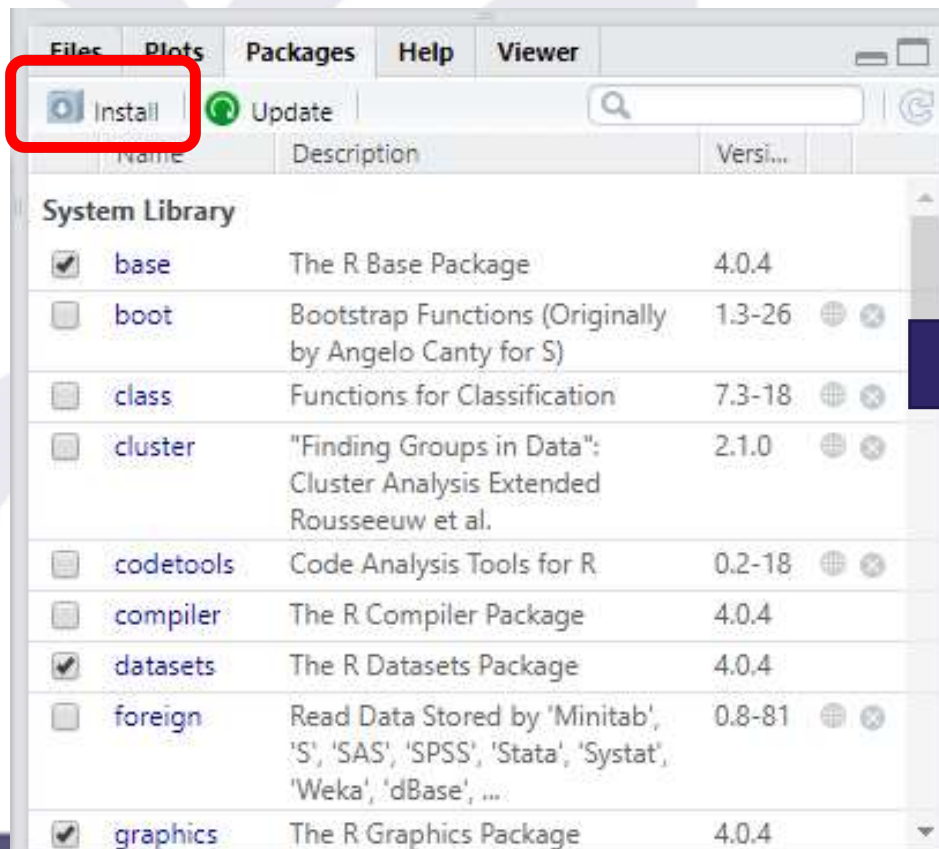 Files Plots Packages Help Viewer
Install Update
Name Description Versi...
System Library
base The R Base Package 4.0.4
boot Bootstrap Functions (Originally 1.3-26
by Angelo Canty for S)
class Functions for Classification 7.3-18
cluster "Finding Groups in Data": 2.1.0
Cluster Analysis Extended
Rousseeuw et al.
codetools Code Analysis Tools for R 0.2-18
compiler The R Compiler Package 4.0.4
datasets The R Datasets Package 4.0.4
foreign Read Data Stored by 'Minitab', 0.8-81
'S', 'SAS', 'SPSS', 'Stata', 'Systat',
'Weka', 'dBase', ...
graphics The R Graphics Package 4.0.4